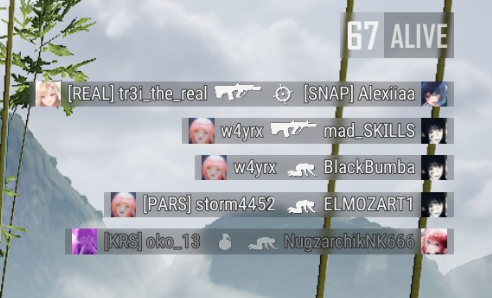 67 ALIVE
[REAL] tr3i_the_real [SNAP] Alexiiaa
w4yrx mad_SKILLS
w4yrx BlackBumba
[PARS] storm4452 ELMOZART1
[KRS] oko_13 NugzarchikNK666